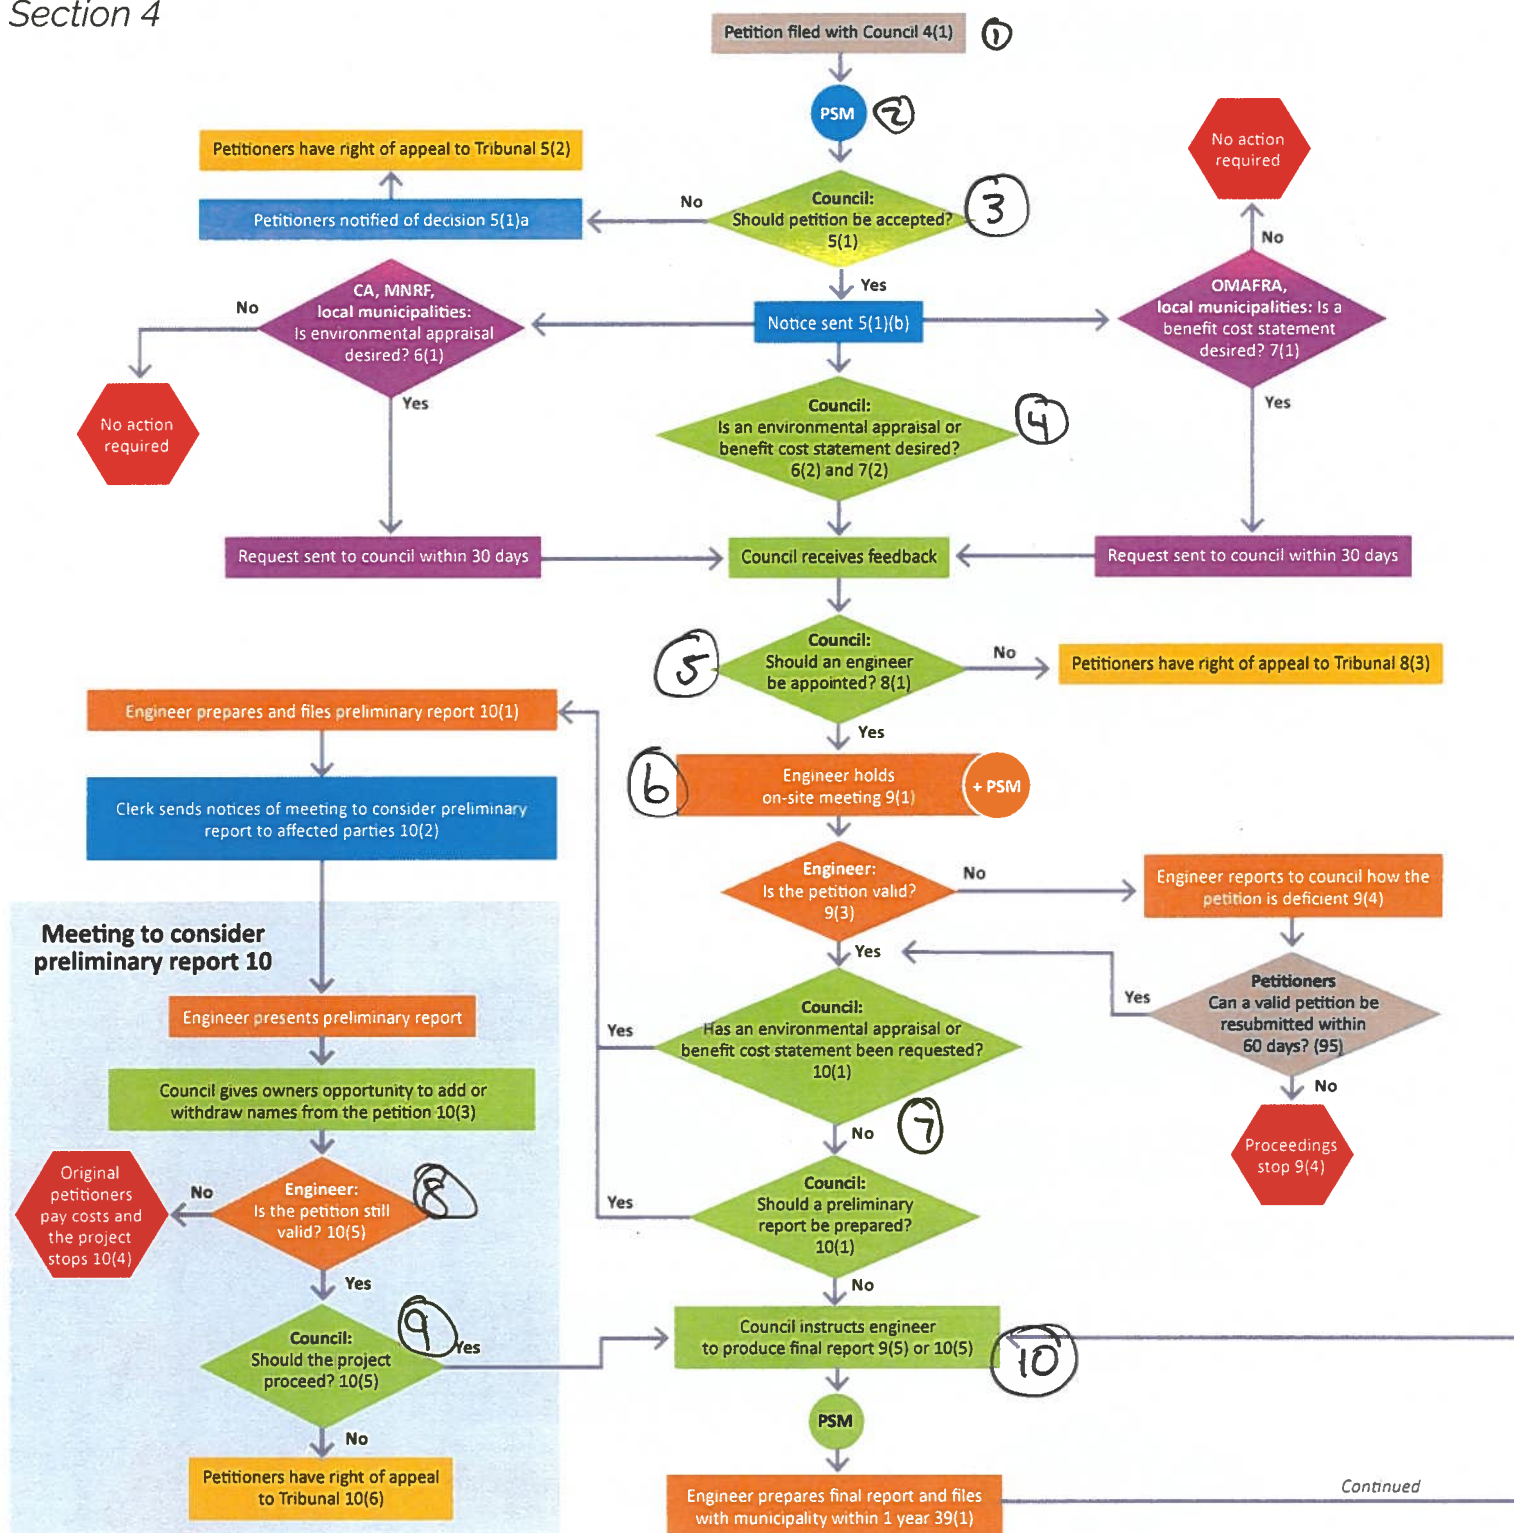 Section 4
Petition filed with Council 4(1)
1
PSM
2
No action
required
Petitioners have right of appeal to Tribunal 5(2)
Petitioners notified of decision 5(1)a
No
Council:
Should petition be accepted?
5(1)
3
Yes
No
CA, MNRF,
local municipalities:
Is environmental appraisal
desired? 6(1)
No
Notice sent 5(1)(b)
OMAFRA,
local municipalities: Is a
benefit cost statement
desired? 7(1)
No action
required
Yes
Council:
Is an environmental appraisal or
benefit cost statement desired?
6(2) and 7(2)
4
Yes
Request sent to council within 30 days
Council receives feedback
Request sent to council within 30 days
5
Council:
Should an engineer
be appointed? 8(1)
No
Petitioners have right of appeal to Tribunal 8(3)
Yes
Engineer prepares and files preliminary report 10(1)
6
Engineer holds
on-site meeting 9(1)
+ PSM
Clerk sends notices of meeting to consider preliminary
report to affected parties 10(2)
Engineer:
Is the petition valid?
9(3)
No
Engineer reports to council how the
petition is deficient 9(4)
Yes
Meeting to consider
preliminary report 10
Petitioners
Can a valid petition be
resubmitted within
60 days? (95)
Yes
No
Proceedings
stop 9(4)
Engineer presents preliminary report
Yes
Council:
Has an environmental appraisal or
benefit cost statement been requested?
10(1)
No
7
Council gives owners opportunity to add or
withdraw names from the petition 10(3)
Original
petitioners
pay costs and
the project
stops 10(4)
No
Engineer:
Is the petition still
valid? 10(5)
8
Yes
Yes
Council:
Should a preliminary
report be prepared?
10(1)
No
Council:
Should the project
proceed? 10(5)
9
Yes
No
Council instructs engineer
to produce final report 9(5) or 10(5)
10
PSM
Petitioners have right of appeal
to Tribunal 10(6)
Engineer prepares final report and files
with municipality within 1 year 39(1)
Continued